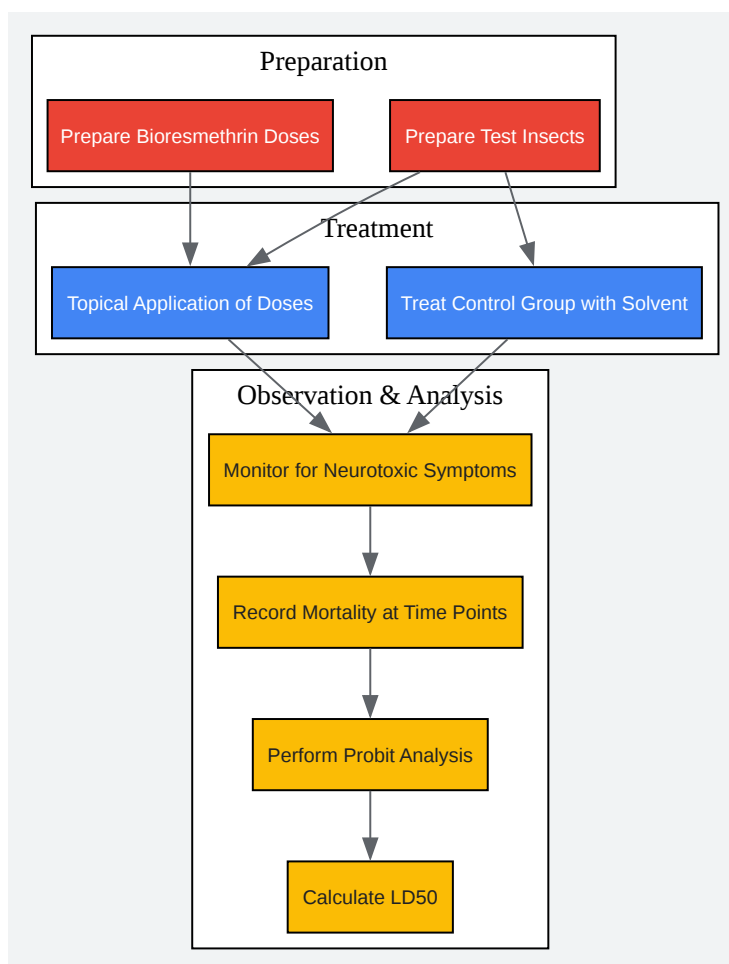 Preparation
Prepare Bioresmethrin Doses
Prepare Test Insects
Treatment
Topical Application of Doses
Treat Control Group with Solvent
Observation & Analysis
Monitor for Neurotoxic Symptoms
Record Mortality at Time Points
Perform Probit Analysis
Calculate LD50